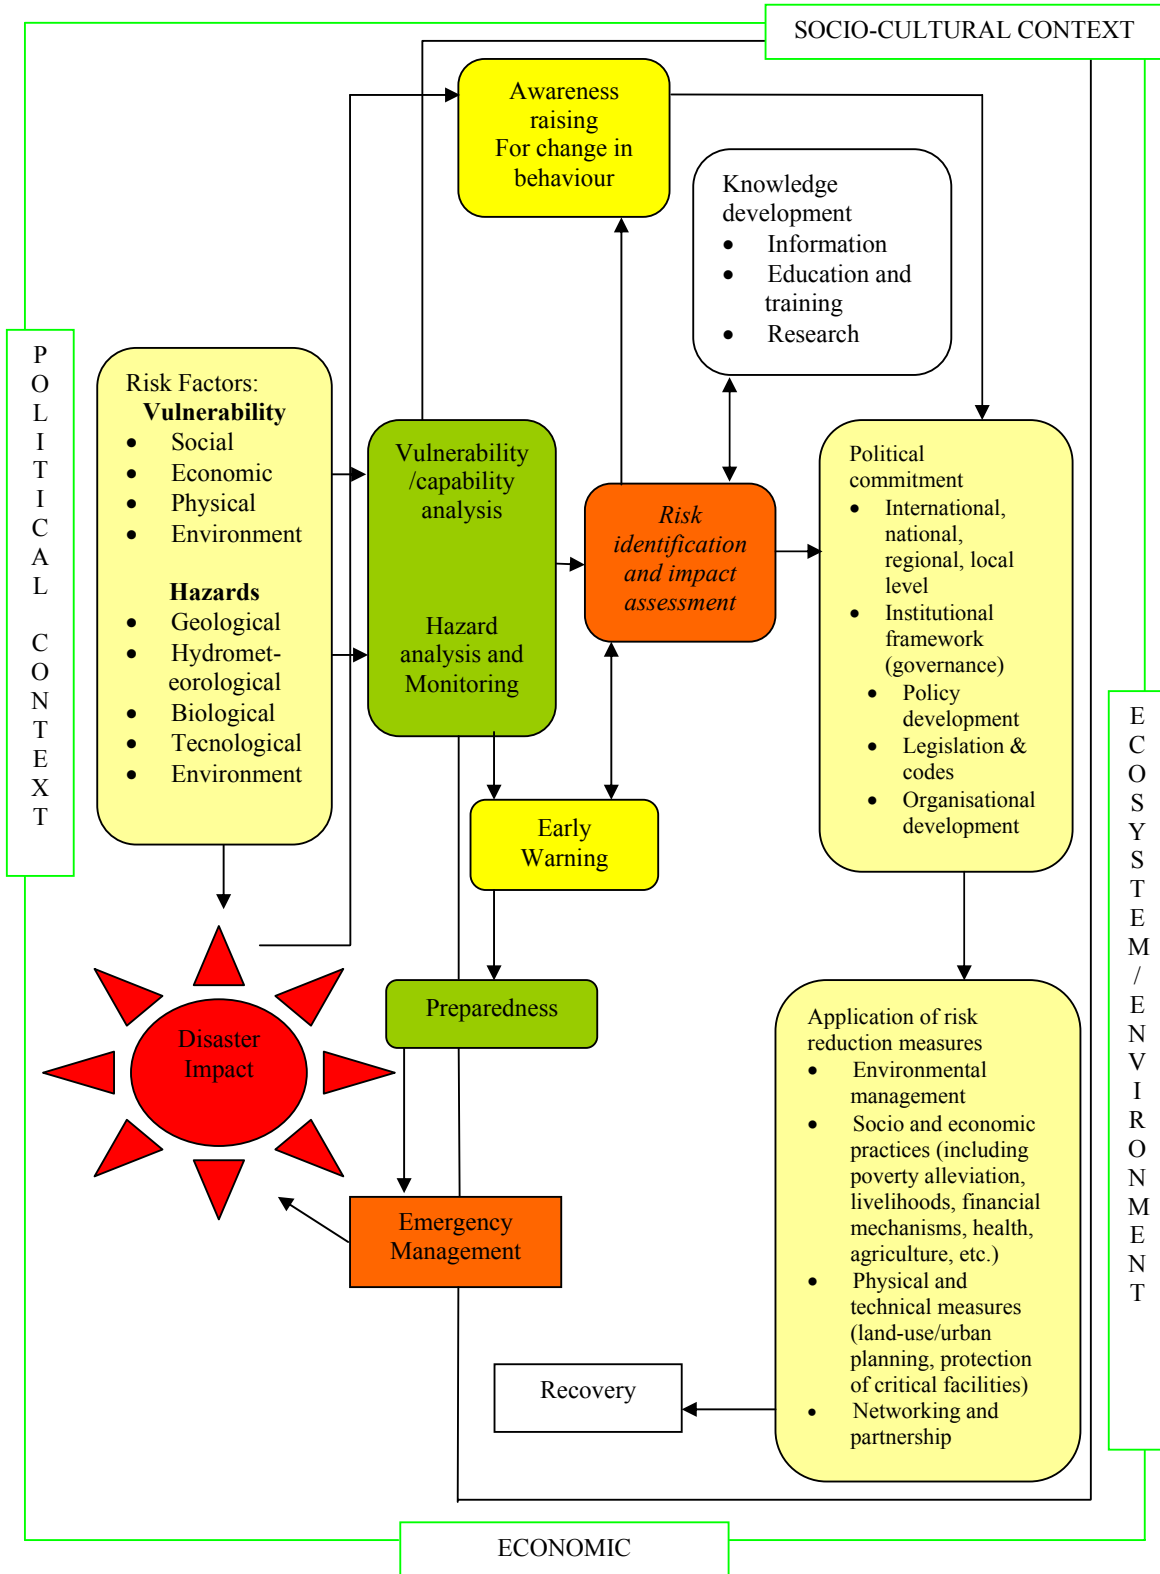 SOCIO-CULTURAL CONTEXT
Awareness
raising
For change in
behaviour
Knowledge
development
• Information
• Education and
training
• Research
POLITICAL CONTEXT
Risk Factors:
Vulnerability
• Social
• Economic
• Physical
• Environment
Hazards
• Geological
• Hydromet-
eorological
• Biological
• Tecnological
• Environment
Vulnerability
/capability
analysis
Hazard
analysis and
Monitoring
Risk
identification
and impact
assessment
Political
commitment
• International,
national,
regional, local
level
• Institutional
framework
(governance)
• Policy
development
• Legislation &
codes
• Organisational
development
ECOSYSTEM/ENVIRONMENT
Early
Warning
Preparedness
Disaster
Impact
Emergency
Management
Application of risk
reduction measures
• Environmental
management
• Socio and economic
practices (including
poverty alleviation,
livelihoods, financial
mechanisms, health,
agriculture, etc.)
• Physical and
technical measures
(land-use/urban
planning, protection
of critical facilities)
• Networking and
partnership
Recovery
ECONOMIC